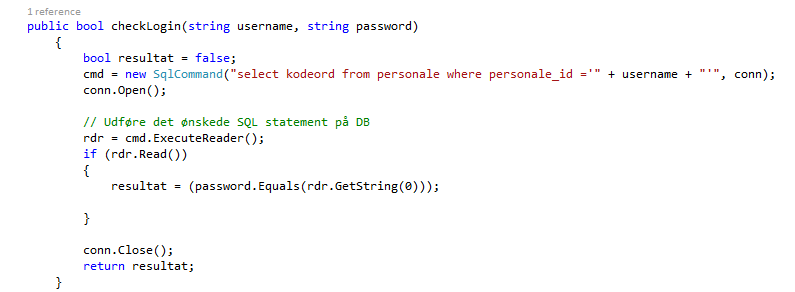 1 reference
public bool checkLogin(string username, string password)
{
bool resultat = false;
cmd = new SqlCommand("select kodeord from personale where personale_id ='" + username + "'", conn);
conn.Open();
// Udføre det ønskede SQL statement på DB
rdr = cmd.ExecuteReader();
if (rdr.Read())
{
resultat = (password.Equals(rdr.GetString(0)));
}
conn.Close();
return resultat;
}